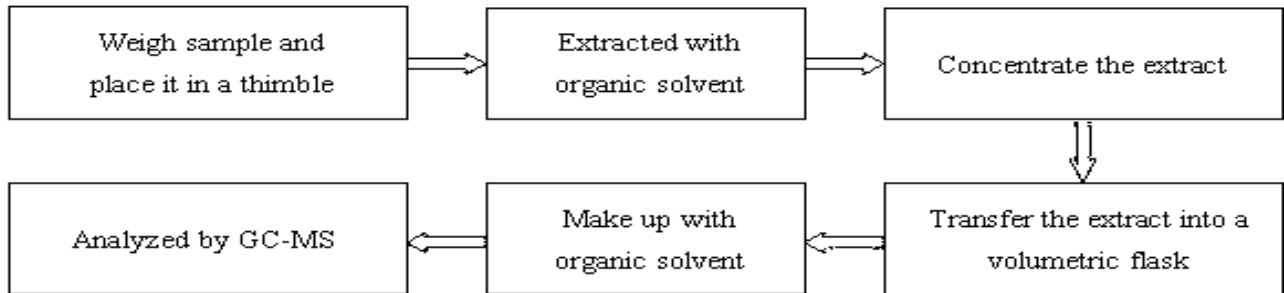 Weigh sample and
place it in a thimble
Extracted with
organic solvent
Concentrate the extract
Transfer the extract into a
volumetric flask
Make up with
organic solvent
Analyzed by GC-MS